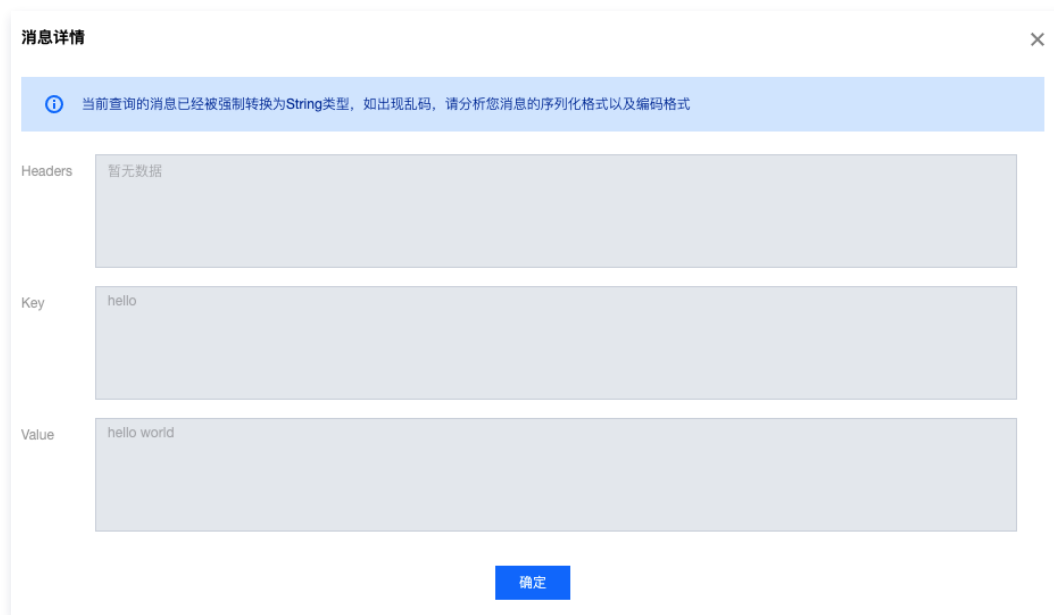 消息详情
当前查询的消息已经被强制转换为String类型，如出现乱码，请分析您消息的序列化格式以及编码格式
Headers
暂无数据
Key
hello
Value
hello world
确定